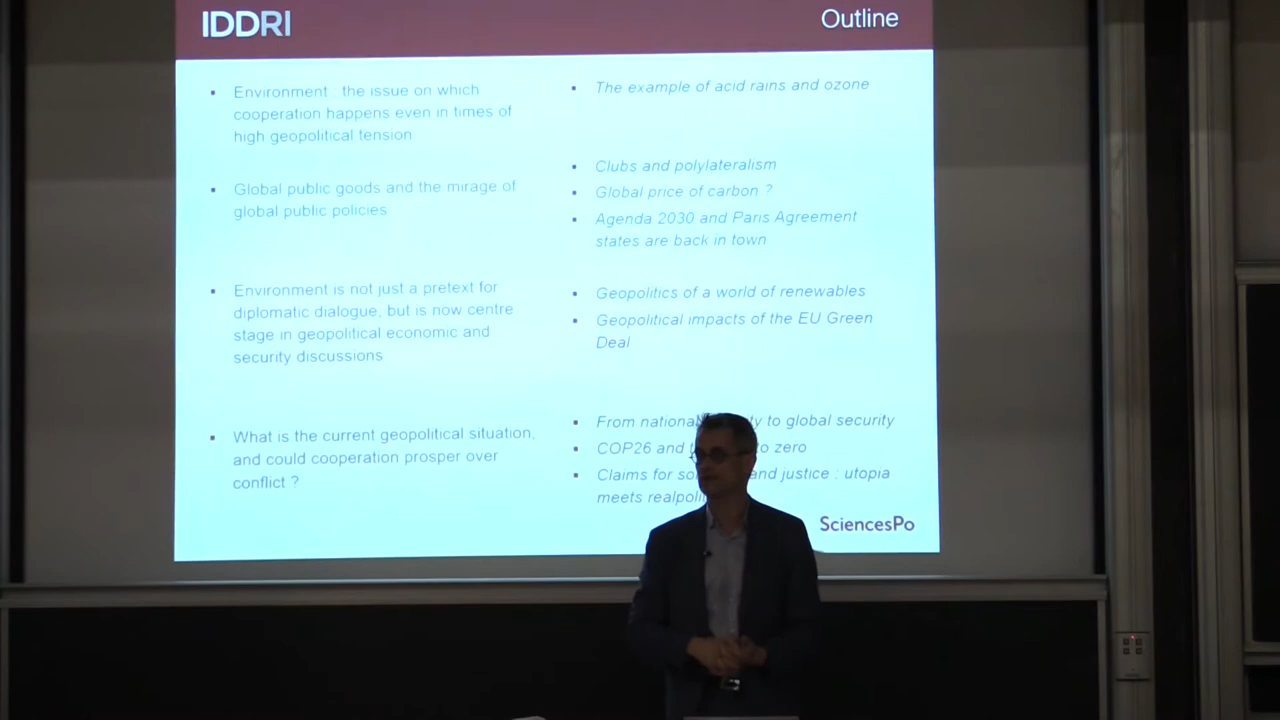 IDDRI
Outline
Environment : the issue on which
cooperation happens even in times of
high geopolitical tension
The example of acid rains and ozone
Global public goods and the mirage of
global public policies
Clubs and polylateralism
Global price of carbon ?
Agenda 2030 and Paris Agreement
states are back in town
Environment is not just a pretext for
diplomatic dialogue, but is now centre
stage in geopolitical economic and
security discussions
Geopolitics of a world of renewables
Geopolitical impacts of the EU Green
Deal
What is the current geopolitical situation,
and could cooperation prosper over
conflict ?
From national to global security
COP26 and to zero
Claims for and justice : utopia
meets
SciencesPo